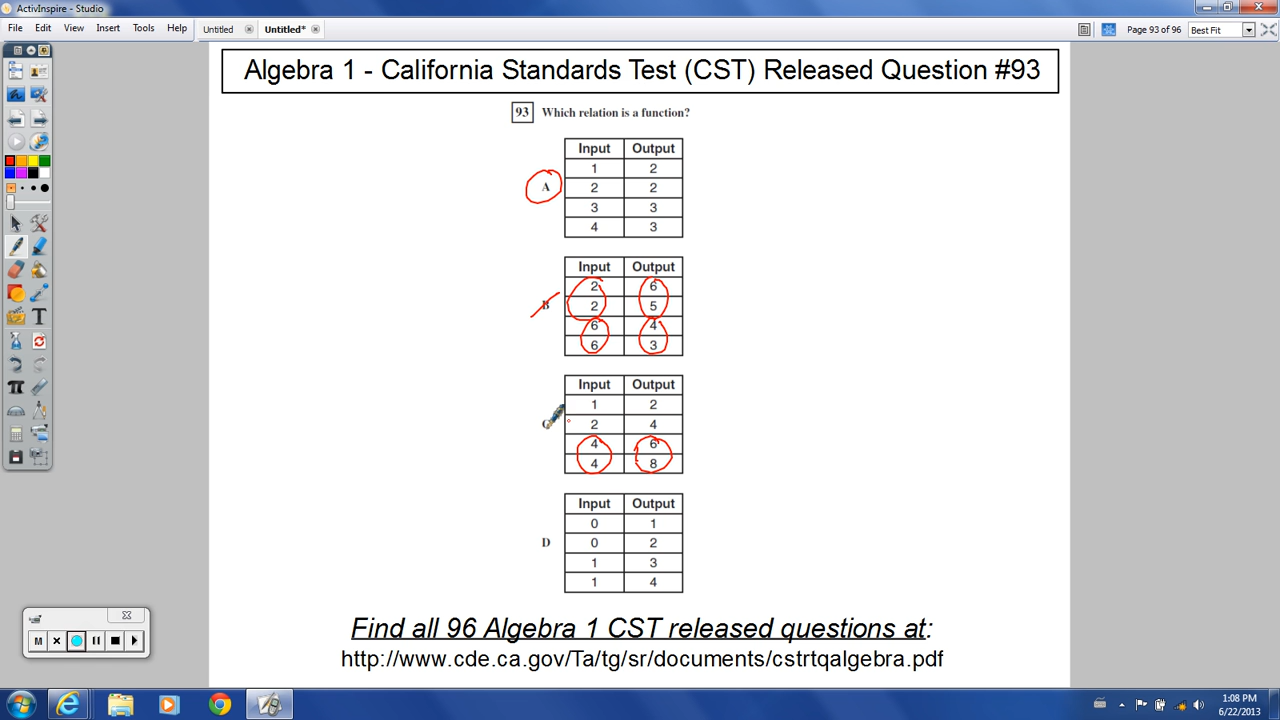 ActivInspire - Studio
File Edit View Insert Tools Help Untitled Untitled* Page 93 of 96 Best Fit
Algebra 1 - California Standards Test (CST) Released Question #93
93 Which relation is a function?
A
Input Output
1 2
2 2
3 3
4 3
B
Input Output
2 6
2 5
6 4
6 3
C
Input Output
1 2
2 4
4 6
4 8
D
Input Output
0 1
0 2
1 3
1 4
M
Find all 96 Algebra 1 CST released questions at:
http://www.cde.ca.gov/Ta/tg/sr/documents/cstrtqalgebra.pdf
1:08 PM
6/22/2013